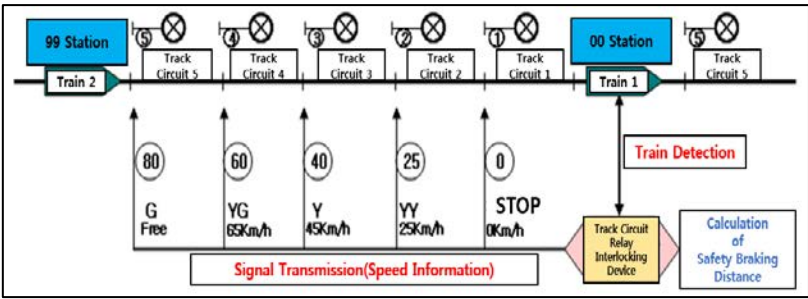 99 Station
00 Station
⑤
④
③
②
①
⑤
Track
Circuit 5
Track
Circuit 4
Track
Circuit 3
Track
Circuit 2
Track
Circuit 1
Track
Circuit 5
Train 2
Train 1
80
60
40
25
0
Train Detection
G
Free
YG
65Km/h
Y
45Km/h
YY
25Km/h
STOP
0Km/h
Track Circuit
Relay
Interlocking
Device
Calculation
of
Safety Braking
Distance
Signal Transmission(Speed Information)